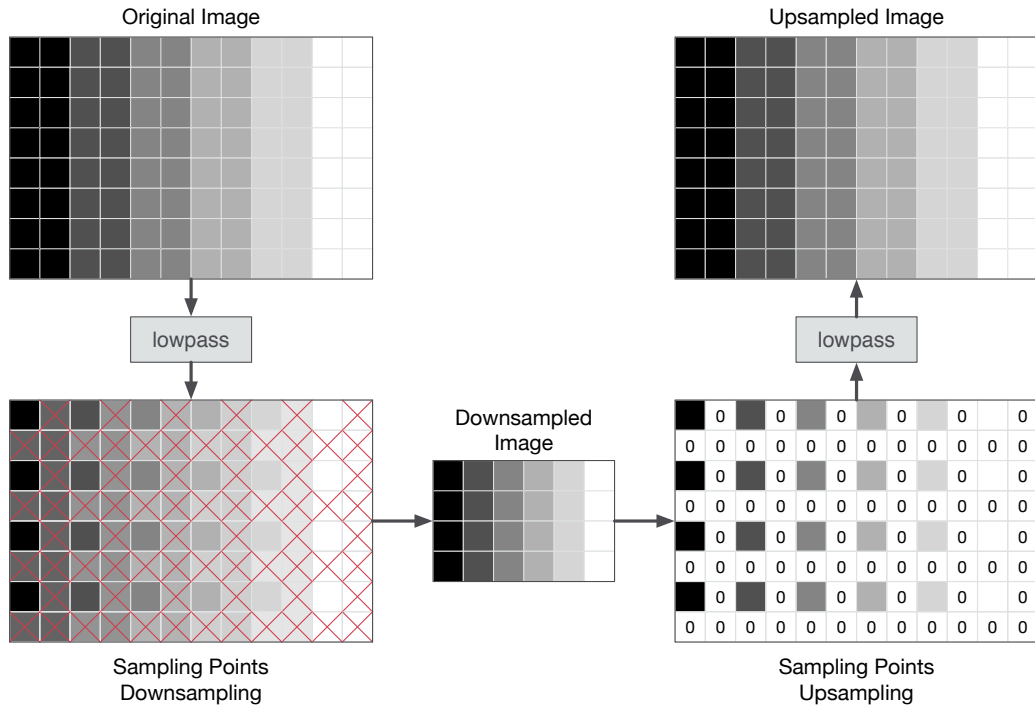 Original Image
Upsampled Image
lowpass
lowpass
Downsampled
Image
0 0 0 0 0 0
0 0 0 0 0 0 0 0 0 0 0 0
0 0 0 0 0 0
0 0 0 0 0 0 0 0 0 0 0 0
0 0 0 0 0 0
0 0 0 0 0 0 0 0 0 0 0 0
0 0 0 0 0 0
0 0 0 0 0 0 0 0 0 0 0 0
Sampling Points
Downsampling
Sampling Points
Upsampling